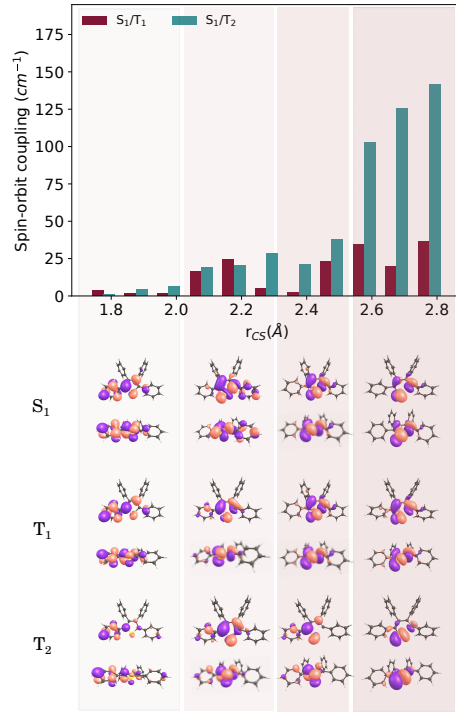 S₁/T₁ S₁/T₂
Spin-orbit coupling (cm⁻¹)
175
150
125
100
75
50
25
0
1.8 2.0 2.2 2.4 2.6 2.8
r_CS(Å)
S₁
T₁
T₂